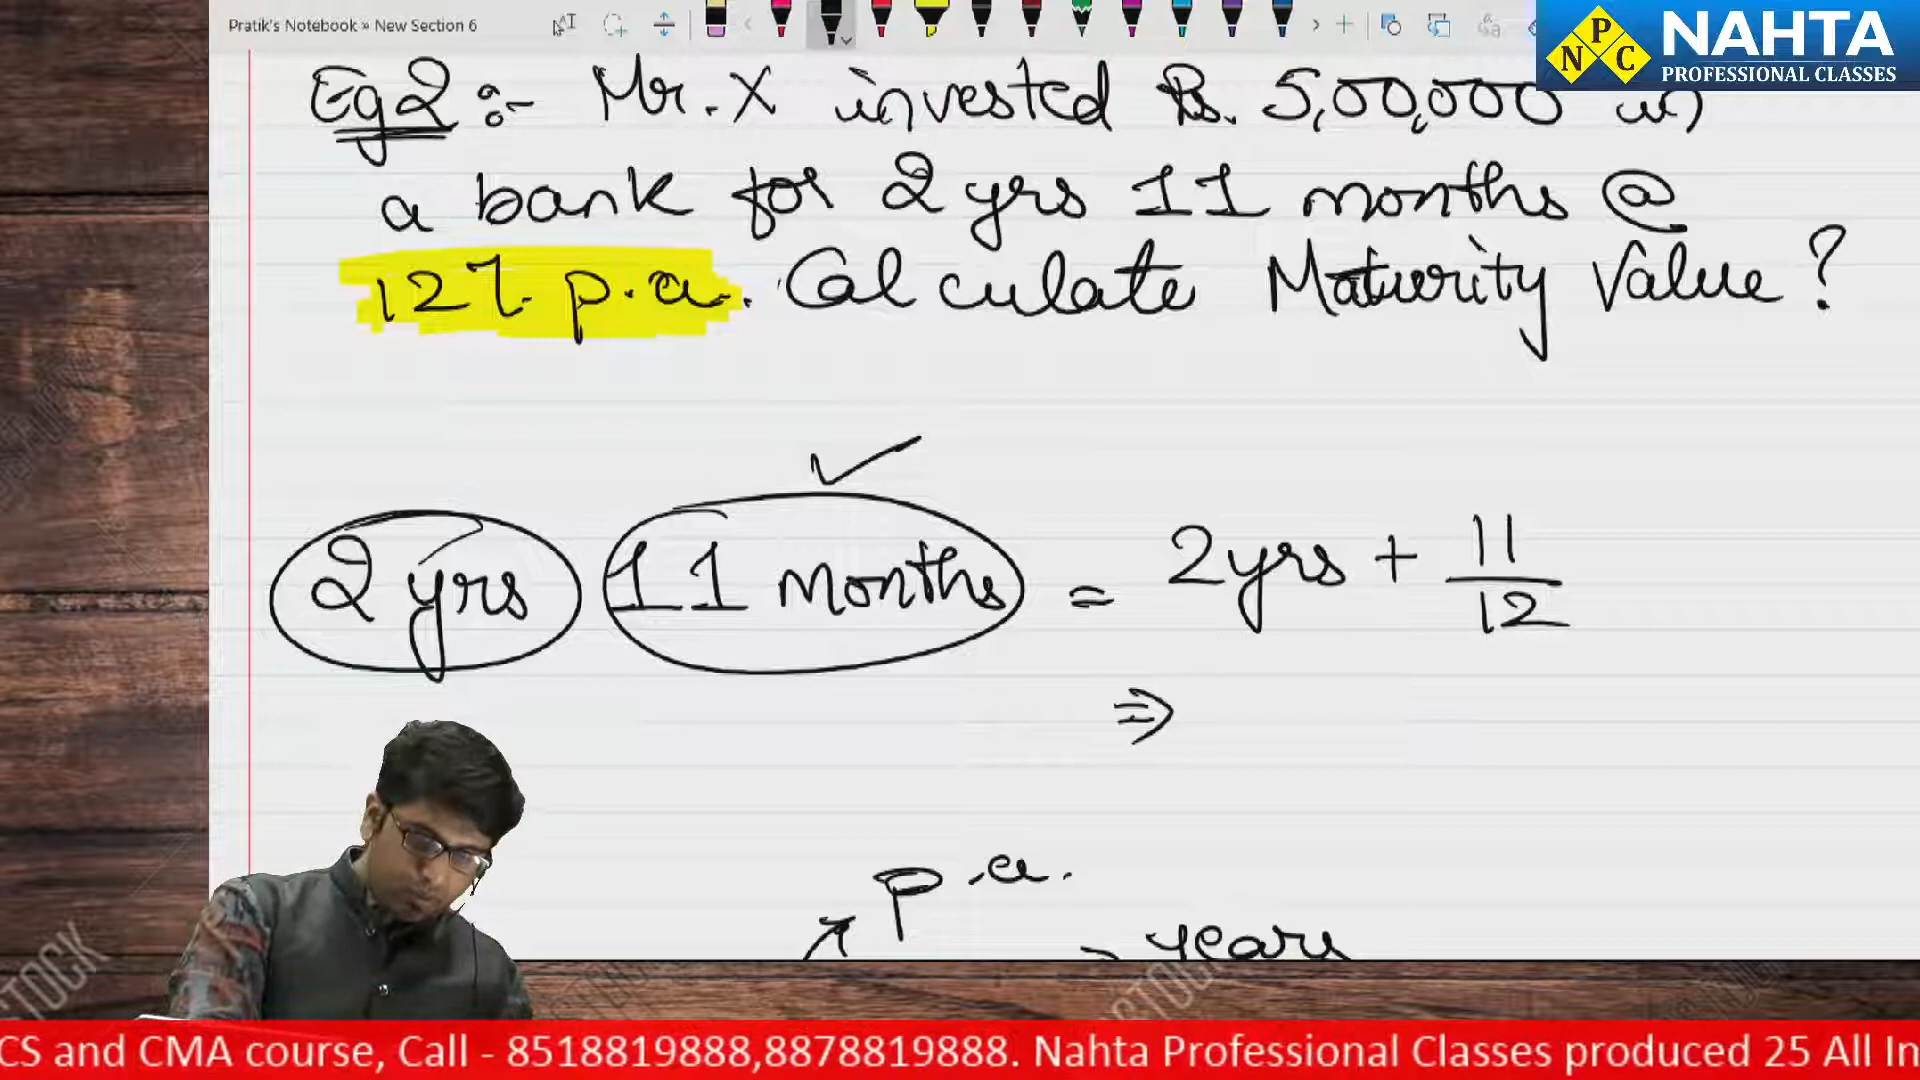 Pratik's Notebook » New Section 6
N P C
NAHTA
PROFESSIONAL CLASSES
Eg2 :- Mr. X invested Rs. 5,00,000 in
a bank for 2 yrs 11 months @
12% p.a. Calculate Maturity Value?
2 yrs 11 months = 2yrs + 11/12
⇒
p.a.
years
CS and CMA course, Call - 8518819888,8878819888. Nahta Professional Classes produced 25 All In